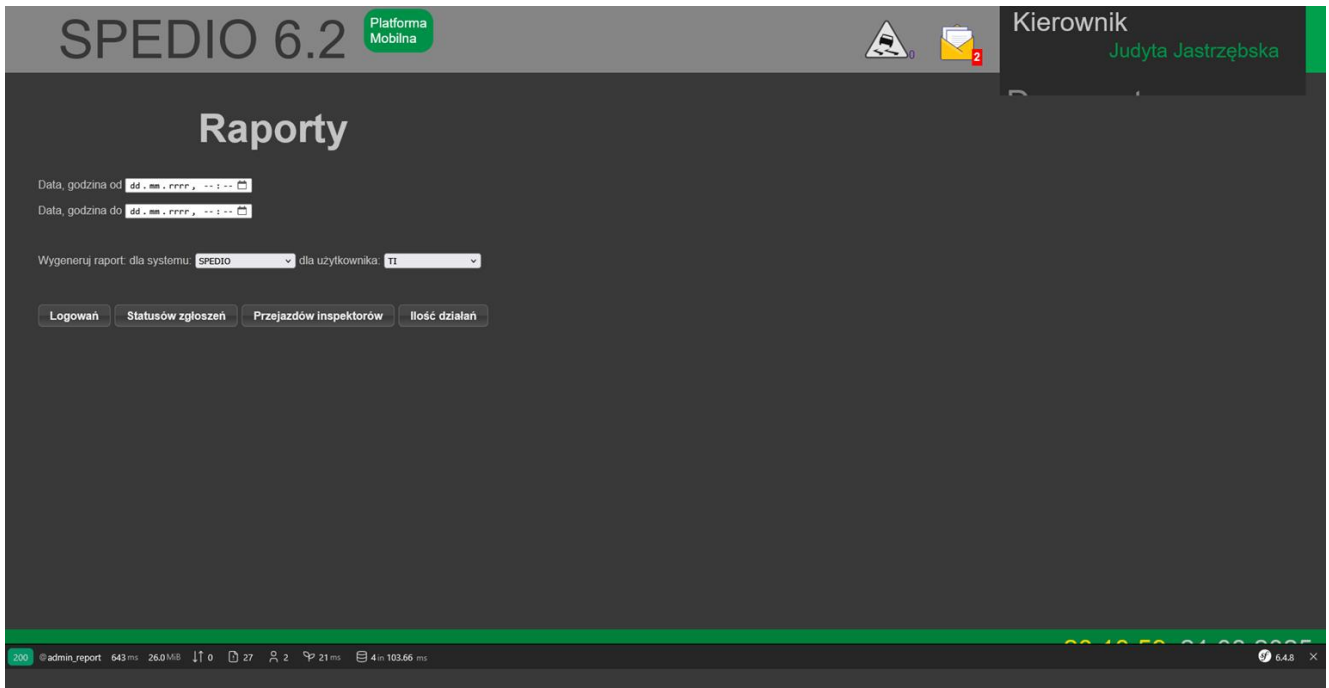 SPEDIO 6.2
Platforma
Mobilna
0
2
Kierownik
Judyta Jastrzębska
Raporty
Data, godzina od dd.mm.rrrr, --:--
Data, godzina do dd.mm.rrrr, --:--
Wygeneruj raport: dla systemu: SPEDIO dla użytkownika: TI
Logowań Statusów zgłoszeń Przejazdów inspektorów Ilość działań
200 @admin_report 643 ms 26.0 MiB 0 27 2 21 ms 4 in 103.66 ms sf 6.4.8